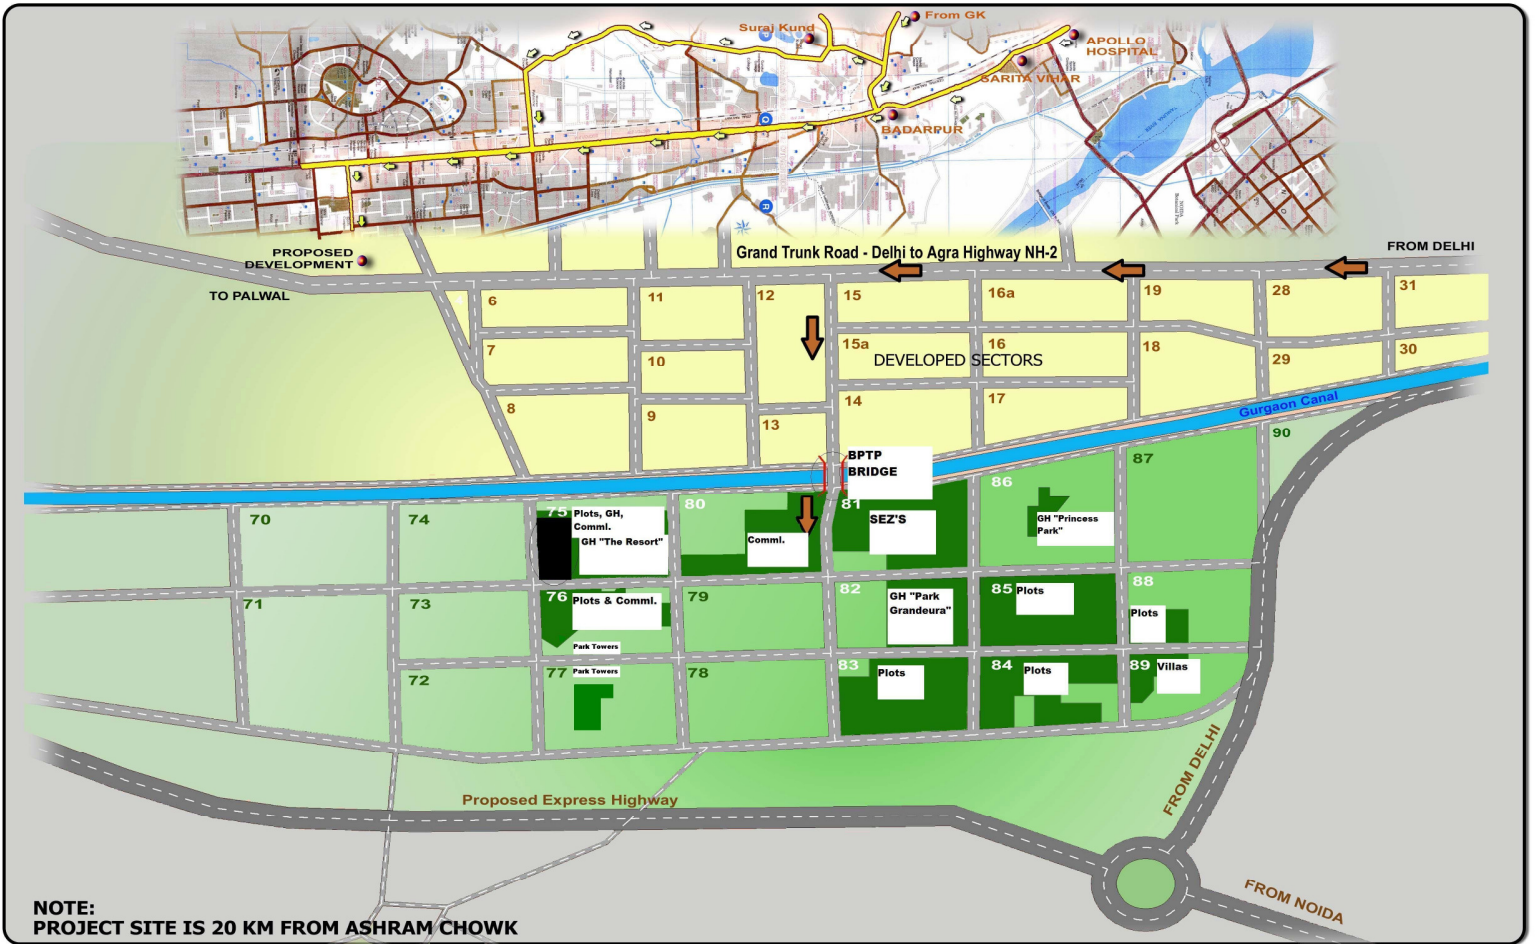 Suraj Kund
From GK
APOLLO
HOSPITAL
SARITA VIHAR
BADARPUR
YAMUNA RIVER
NOIDA
PROPOSED
DEVELOPMENT
Grand Trunk Road - Delhi to Agra Highway NH-2
FROM DELHI
TO PALWAL
6
11
12
15
16a
19
28
31
7
10
15a
16
18
29
30
DEVELOPED SECTORS
8
9
13
14
17
Gurgaon Canal
BPTP
BRIDGE
90
87
86
70
74
75
Plots, GH,
Comml.
GH "The Resort"
80
Comml.
81
SEZ'S
GH "Princess
Park"
71
73
76
Plots & Comml.
Park Towers
79
82
GH "Park
Grandeura"
85
Plots
88
Plots
72
77
Park Towers
78
83
Plots
84
Plots
89
Villas
FROM DELHI
Proposed Express Highway
FROM NOIDA
NOTE:
PROJECT SITE IS 20 KM FROM ASHRAM CHOWK